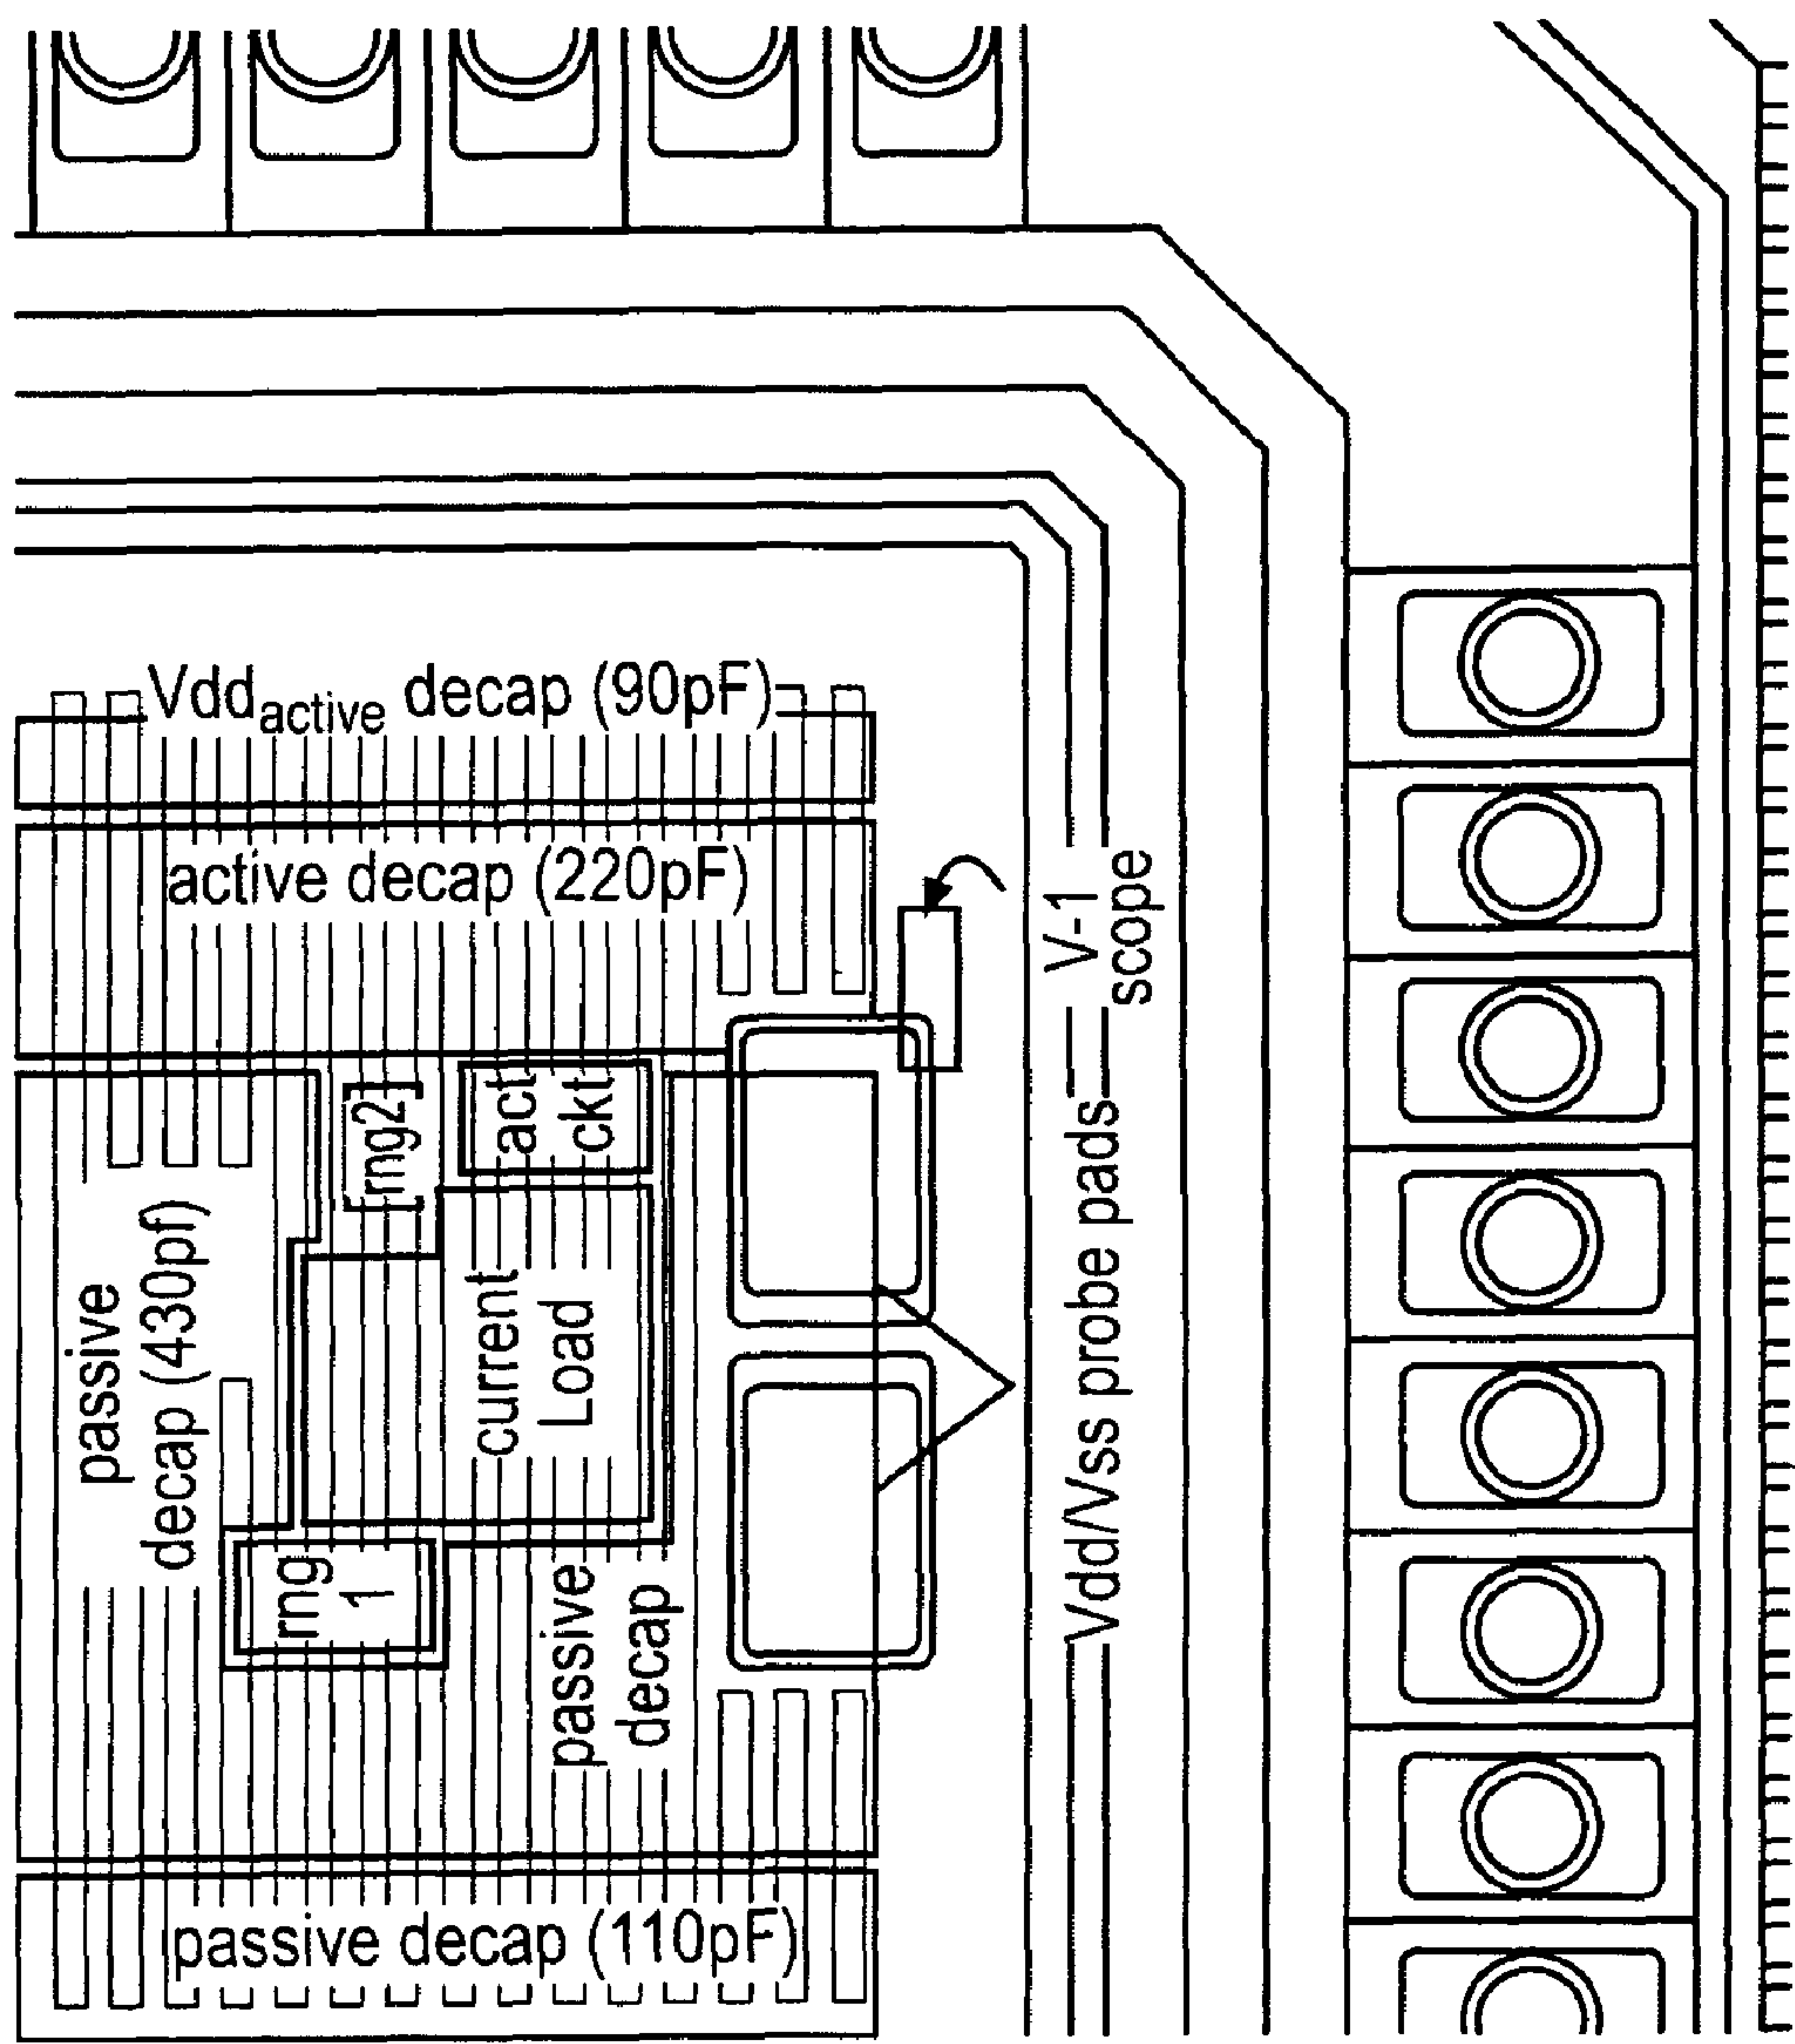 Vddactive decap (90pF)
active decap (220pF)
V-1
scope
rng2
act
ckt
passive
decap (430pf)
current
Load
Vdd/Vss probe pads
rng
1
passive
decap
passive decap (110pF)